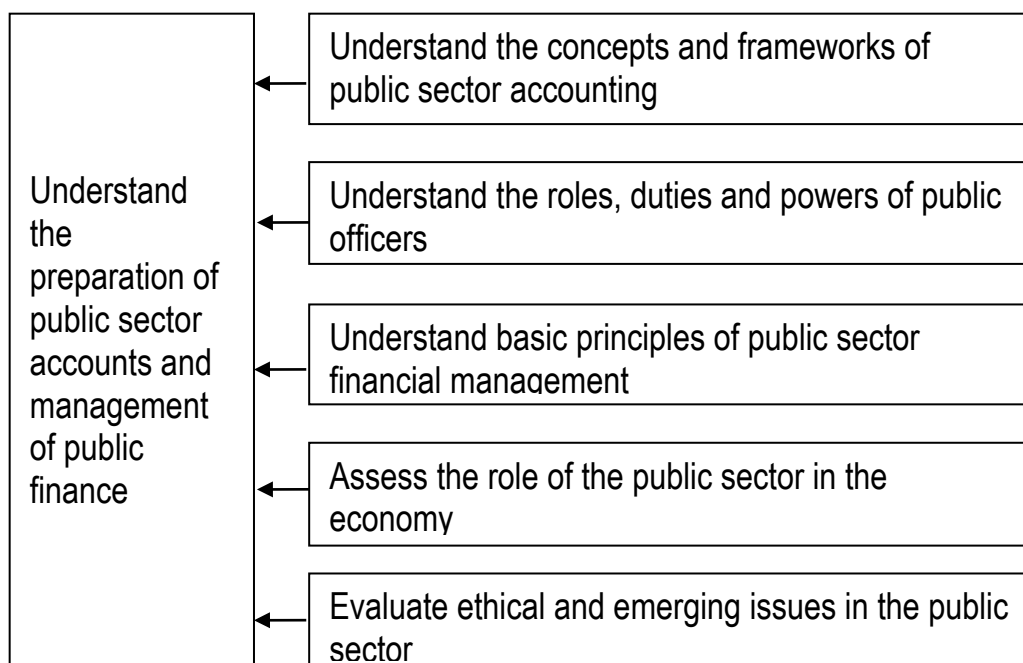 Understand
the
preparation of
public sector
accounts and
management
of public
finance
Understand the concepts and frameworks of
public sector accounting
Understand the roles, duties and powers of public
officers
Understand basic principles of public sector
financial management
Assess the role of the public sector in the
economy
Evaluate ethical and emerging issues in the public
sector